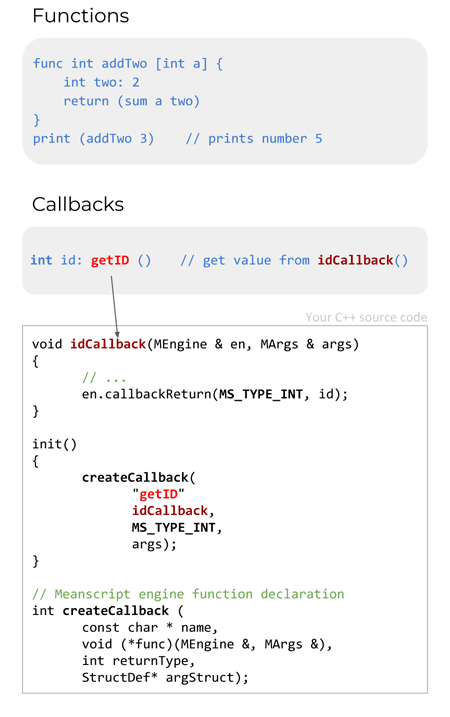 Functions
func int addTwo [int a] {
    int two: 2
    return (sum a two)
}
print (addTwo 3)    // prints number 5
Callbacks
int id: getID ()    // get value from idCallback()
Your C++ source code
void idCallback(MEngine & en, MArgs & args)
{
       // ...
       en.callbackReturn(MS_TYPE_INT, id);
}
init()
{
       createCallback(
              "getID"
              idCallback,
              MS_TYPE_INT,
              args);
}
// Meanscript engine function declaration
int createCallback (
       const char * name,
       void (*func)(MEngine &, MArgs &),
       int returnType,
       StructDef* argStruct);